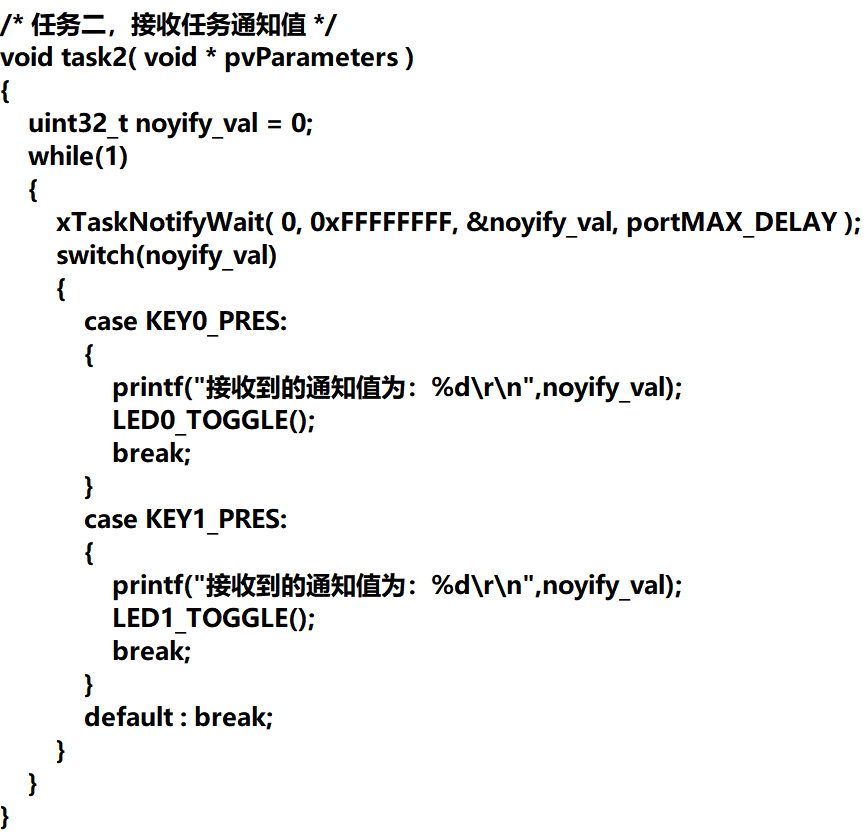 /* 任务二，接收任务通知值 */
void task2( void * pvParameters )
{
    uint32_t noyify_val = 0;
    while(1)
    {
        xTaskNotifyWait( 0, 0xFFFFFFFF, &noyify_val, portMAX_DELAY );
        switch(noyify_val)
        {
            case KEY0_PRES:
            {
                printf("接收到的通知值为：%d\r\n",noyify_val);
                LED0_TOGGLE();
                break;
            }
            case KEY1_PRES:
            {
                printf("接收到的通知值为：%d\r\n",noyify_val);
                LED1_TOGGLE();
                break;
            }
            default : break;
        }
    }
}